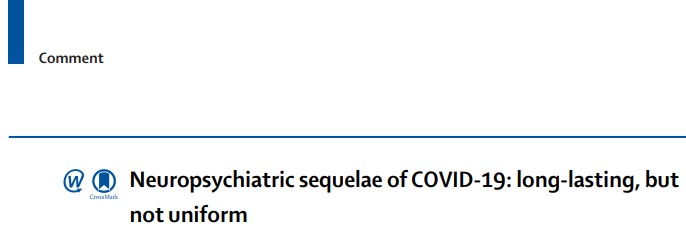 Comment
Neuropsychiatric sequelae of COVID-19: long-lasting, but
CrossMark
not uniform